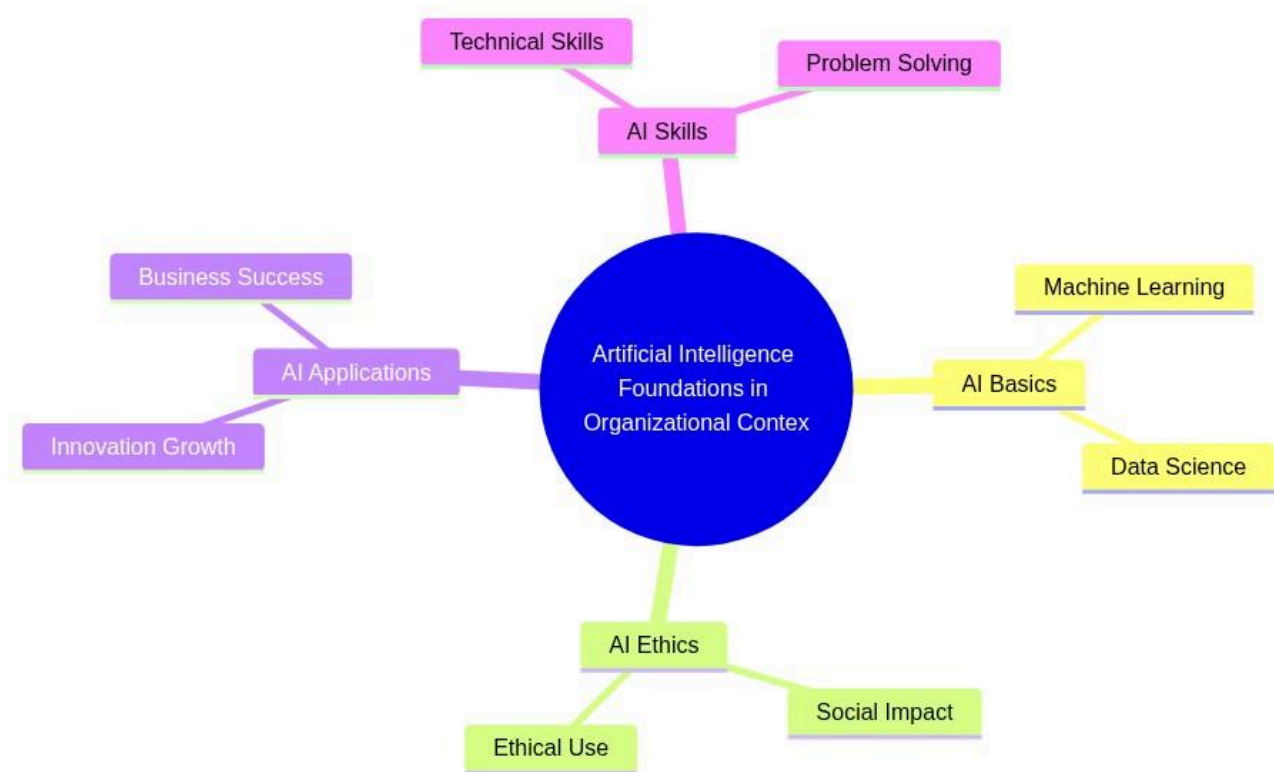 Technical Skills
Problem Solving
AI Skills
Business Success
AI Applications
Innovation Growth
Artificial Intelligence
Foundations in
Organizational Contex
Machine Learning
AI Basics
Data Science
AI Ethics
Social Impact
Ethical Use